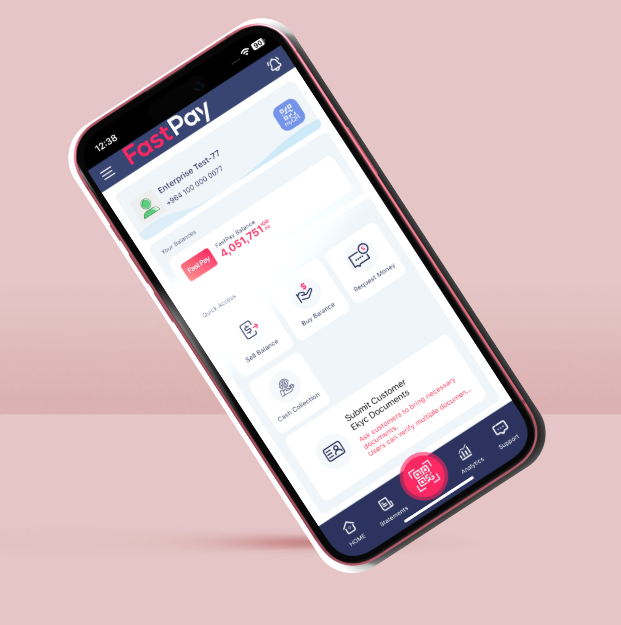 12:38
90
FastPay
Enterprise Test-77
+964 100 000 0077
myQR
Your Balances
FastPay
FastPay Balance
4,051,751
IQD
Quick Access
Sell Balance
Buy Balance
Request Money
Cash Collection
Submit Customer
Ekyc Documents
Ask customers to bring necessary
documents.
Users can verify multiple documen...
HOME
Statements
Analytics
Support